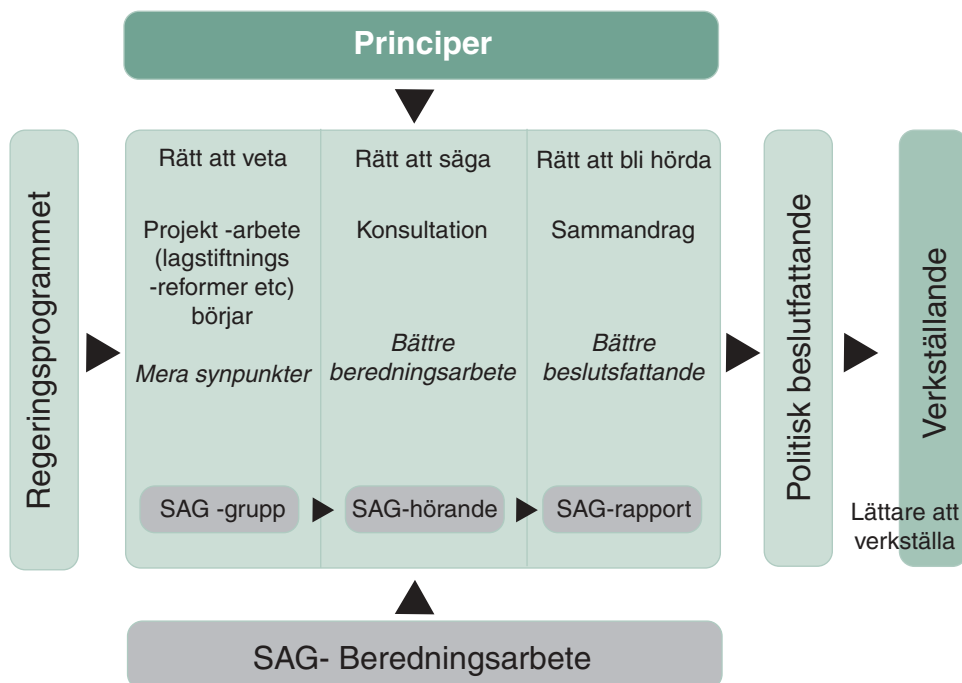 Principer
Regeringsprogrammet
Rätt att veta
Projekt -arbete
(lagstiftnings
-reformer etc)
börjar
Mera synpunkter
SAG -grupp
Rätt att säga
Konsultation
Bättre
beredningsarbete
SAG-hörande
Rätt att bli hörda
Sammandrag
Bättre
beslutsfattande
SAG-rapport
Politisk beslutfattande
Verkställande
Lättare att
verkställa
SAG- Beredningsarbete